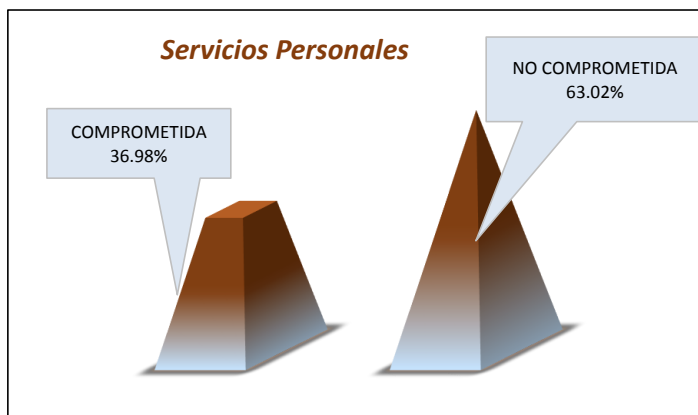 Servicios Personales
NO COMPROMETIDA
63.02%
COMPROMETIDA
36.98%